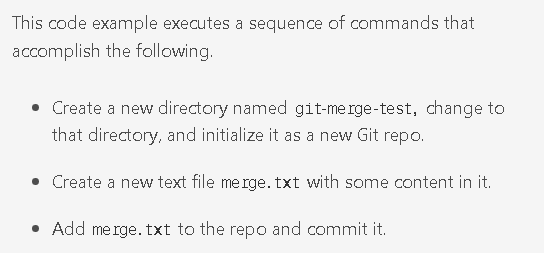 This code example executes a sequence of commands that
accomplish the following.
• Create a new directory named git-merge-test, change to
that directory, and initialize it as a new Git repo.
• Create a new text file merge.txt with some content in it.
• Add merge.txt to the repo and commit it.